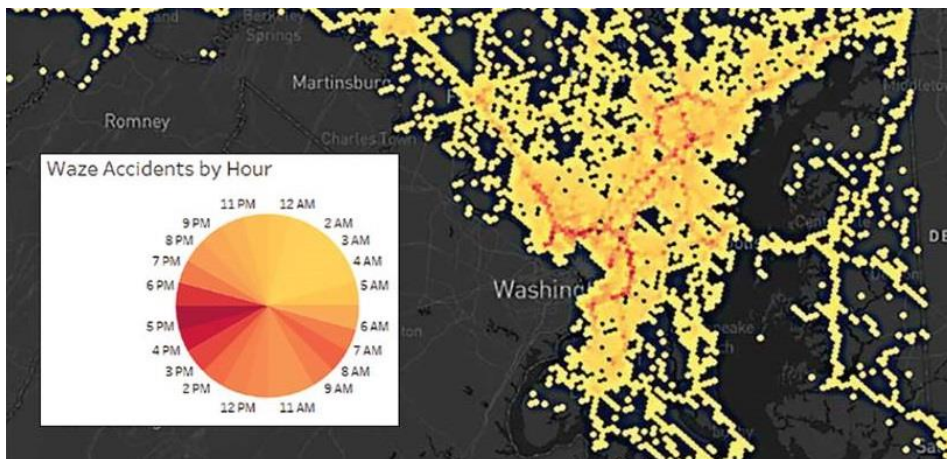 Berkeley
Springs
Martinsburg
Middleton
Romney
Charles Town
Waze Accidents by Hour
11 PM
12 AM
9 PM
2 AM
8 PM
3 AM
7 PM
4 AM
6 PM
5 AM
5 PM
6 AM
4 PM
7 AM
3 PM
8 AM
2 PM
9 AM
12 PM
11 AM
DE
Washing